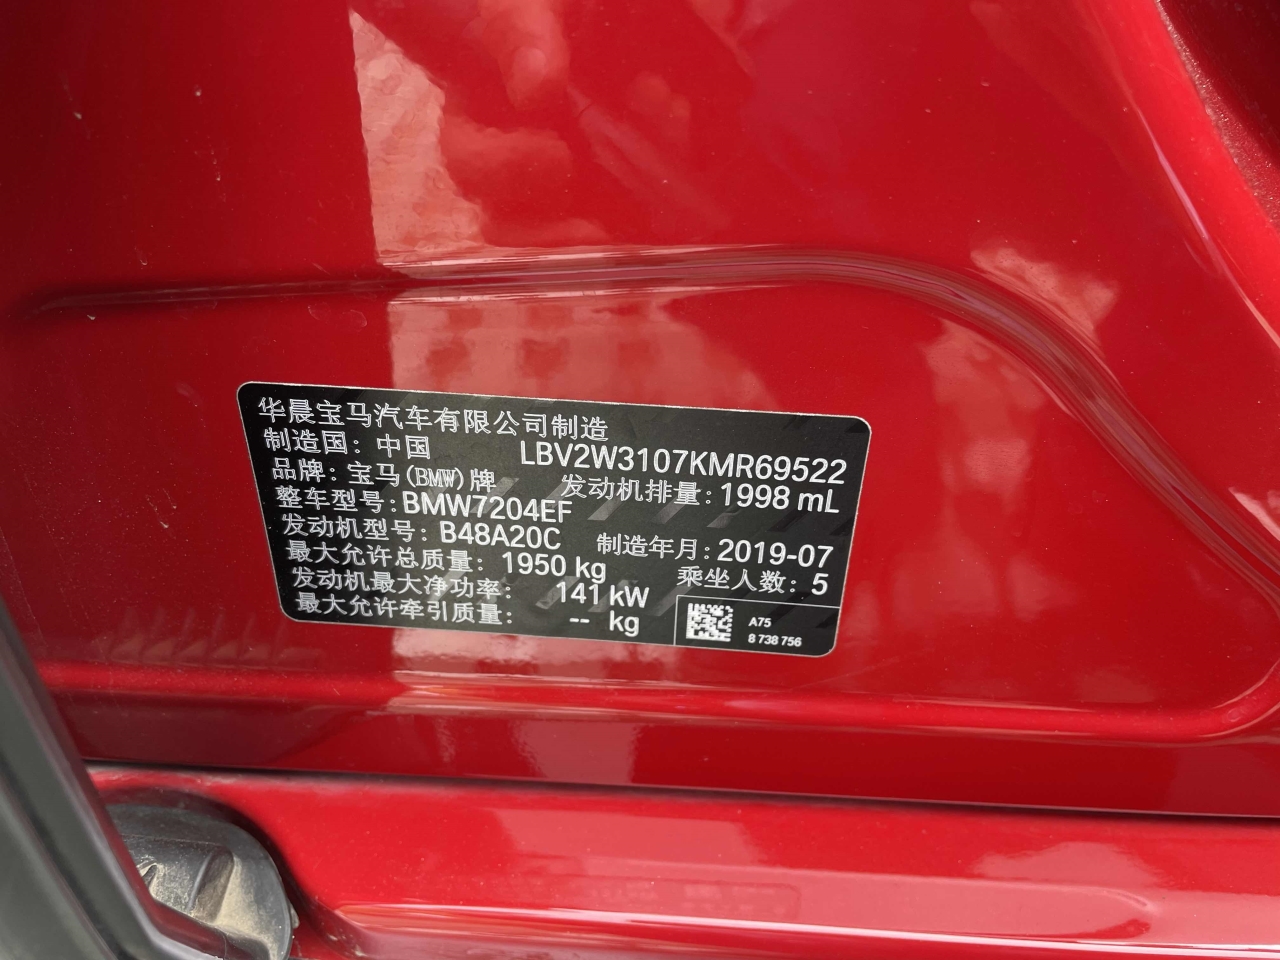 华晨宝马汽车有限公司制造
制造国: 中国 LBV2W3107KMR69522
品牌: 宝马(BMW)牌 发动机排量: 1998 mL
整车型号: BMW7204EF
发动机型号: B48A20C 制造年月: 2019-07
最大允许总质量: 1950 kg 乘坐人数: 5
发动机最大净功率: 141 kW
最大允许牵引质量: -- kg
A75
8 738 756